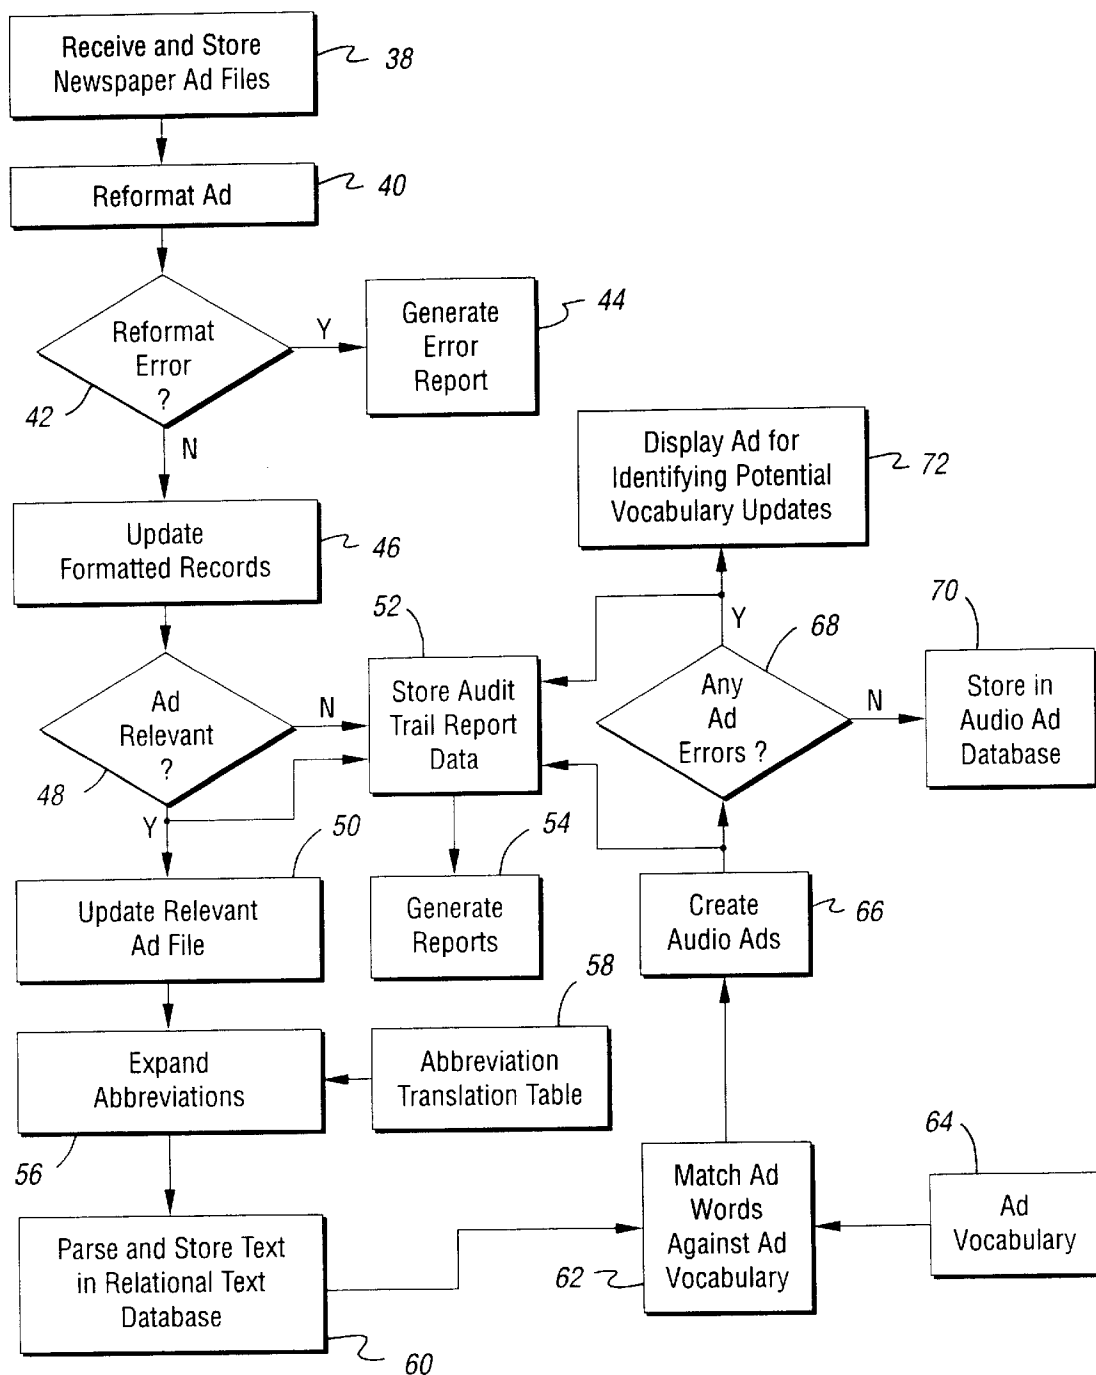 Receive and Store
Newspaper Ad Files
38
Reformat Ad
40
Reformat
Error
?
42
Y
N
Generate
Error
Report
44
Update
Formatted Records
46
Ad
Relevant
?
48
N
Y
Store Audit
Trail Report
Data
52
Generate
Reports
54
Update Relevant
Ad File
50
Expand
Abbreviations
56
Abbreviation
Translation Table
58
Parse and Store Text
in Relational Text
Database
60
Match Ad
Words
Against Ad
Vocabulary
62
Ad
Vocabulary
64
Create
Audio Ads
66
Any
Ad
Errors ?
68
Y
N
Store in
Audio Ad
Database
70
Display Ad for
Identifying Potential
Vocabulary Updates
72